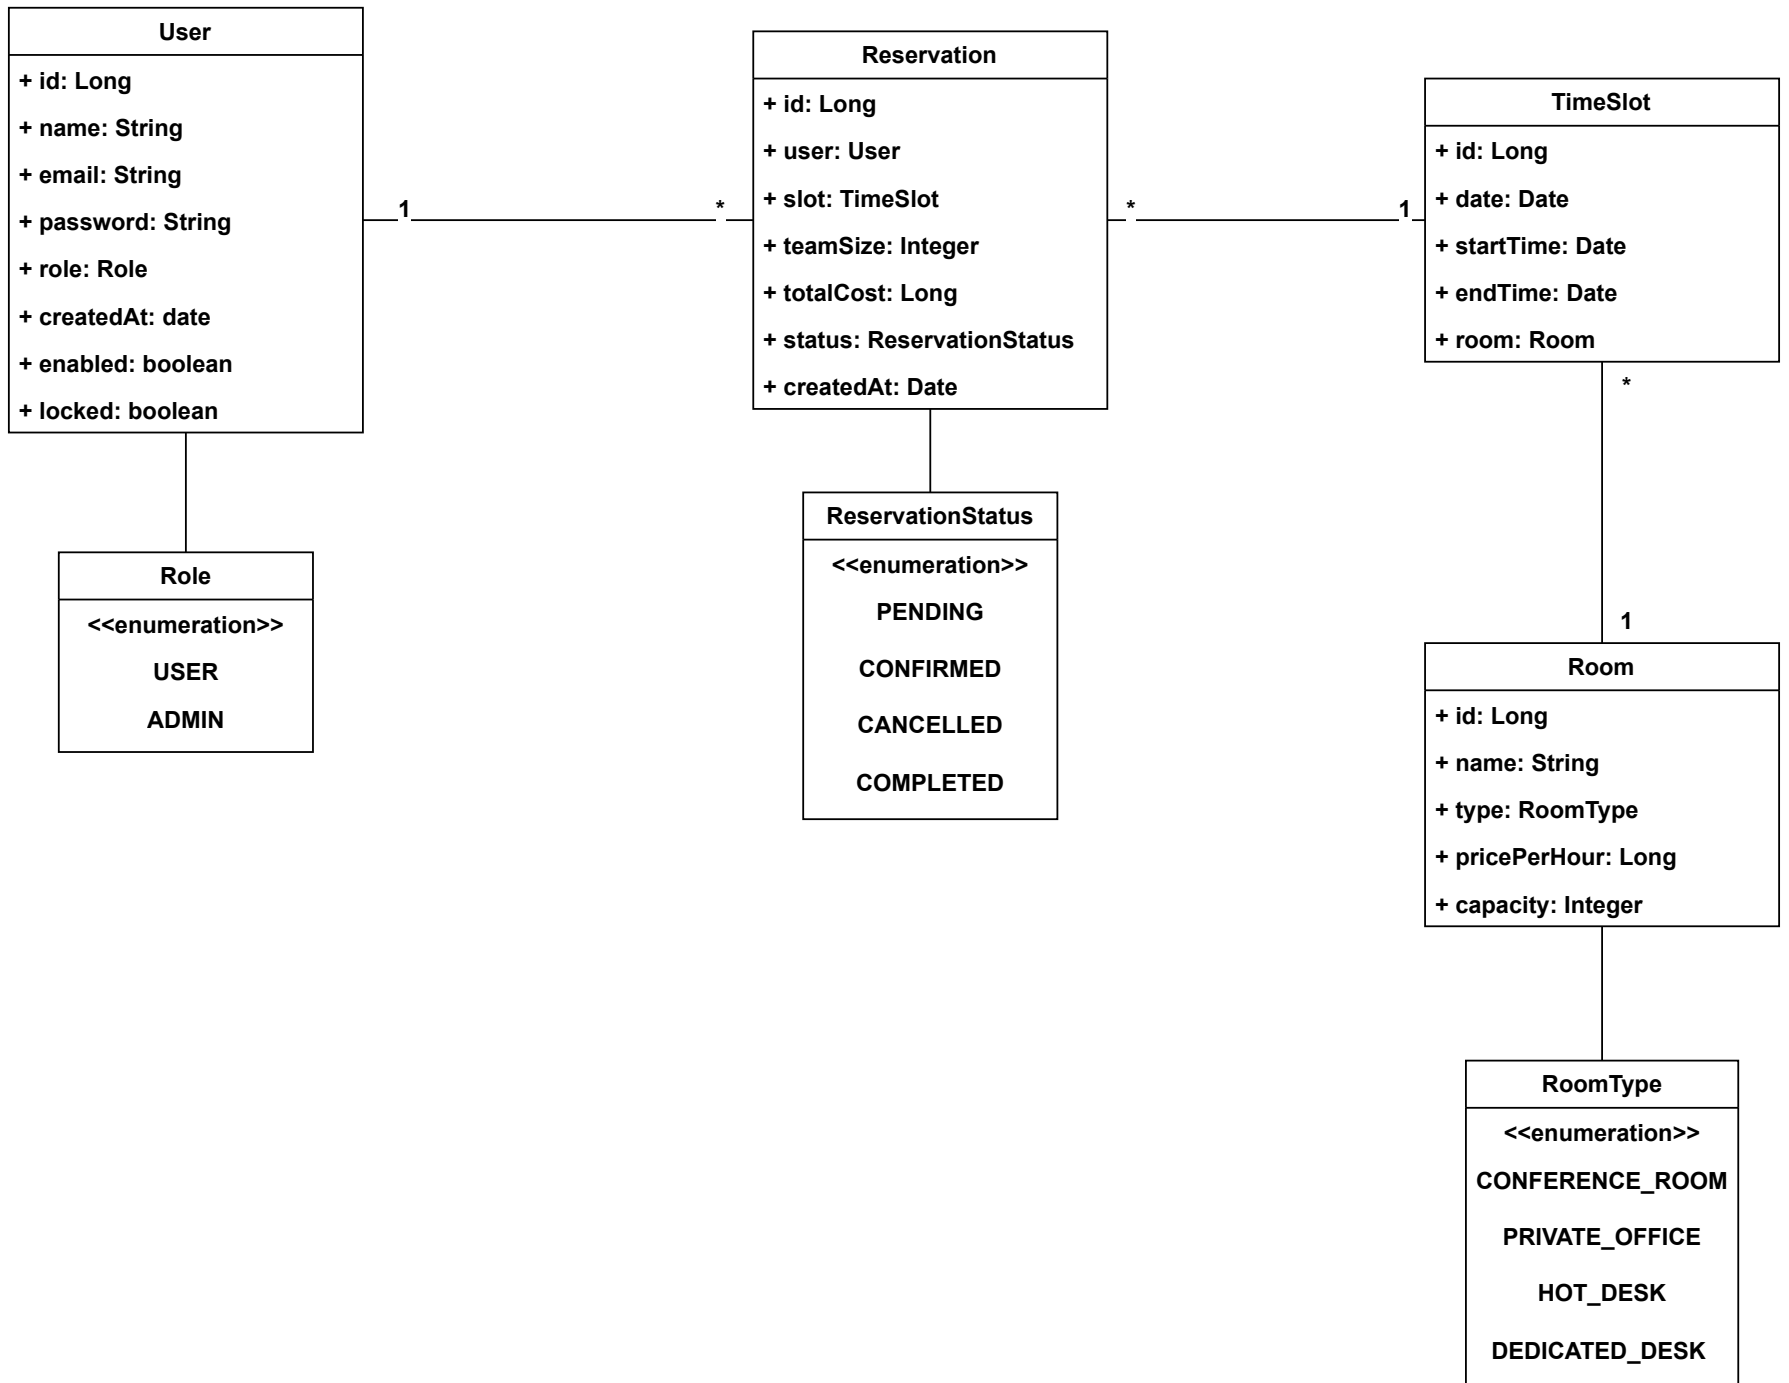 User
+ id: Long
+ name: String
+ email: String
+ password: String
+ role: Role
+ createdAt: date
+ enabled: boolean
+ locked: boolean
1
*
Reservation
+ id: Long
+ user: User
+ slot: TimeSlot
+ teamSize: Integer
+ totalCost: Long
+ status: ReservationStatus
+ createdAt: Date
*
1
TimeSlot
+ id: Long
+ date: Date
+ startTime: Date
+ endTime: Date
+ room: Room
*
1
Role
<<enumeration>>
USER
ADMIN
ReservationStatus
<<enumeration>>
PENDING
CONFIRMED
CANCELLED
COMPLETED
Room
+ id: Long
+ name: String
+ type: RoomType
+ pricePerHour: Long
+ capacity: Integer
RoomType
<<enumeration>>
CONFERENCE_ROOM
PRIVATE_OFFICE
HOT_DESK
DEDICATED_DESK